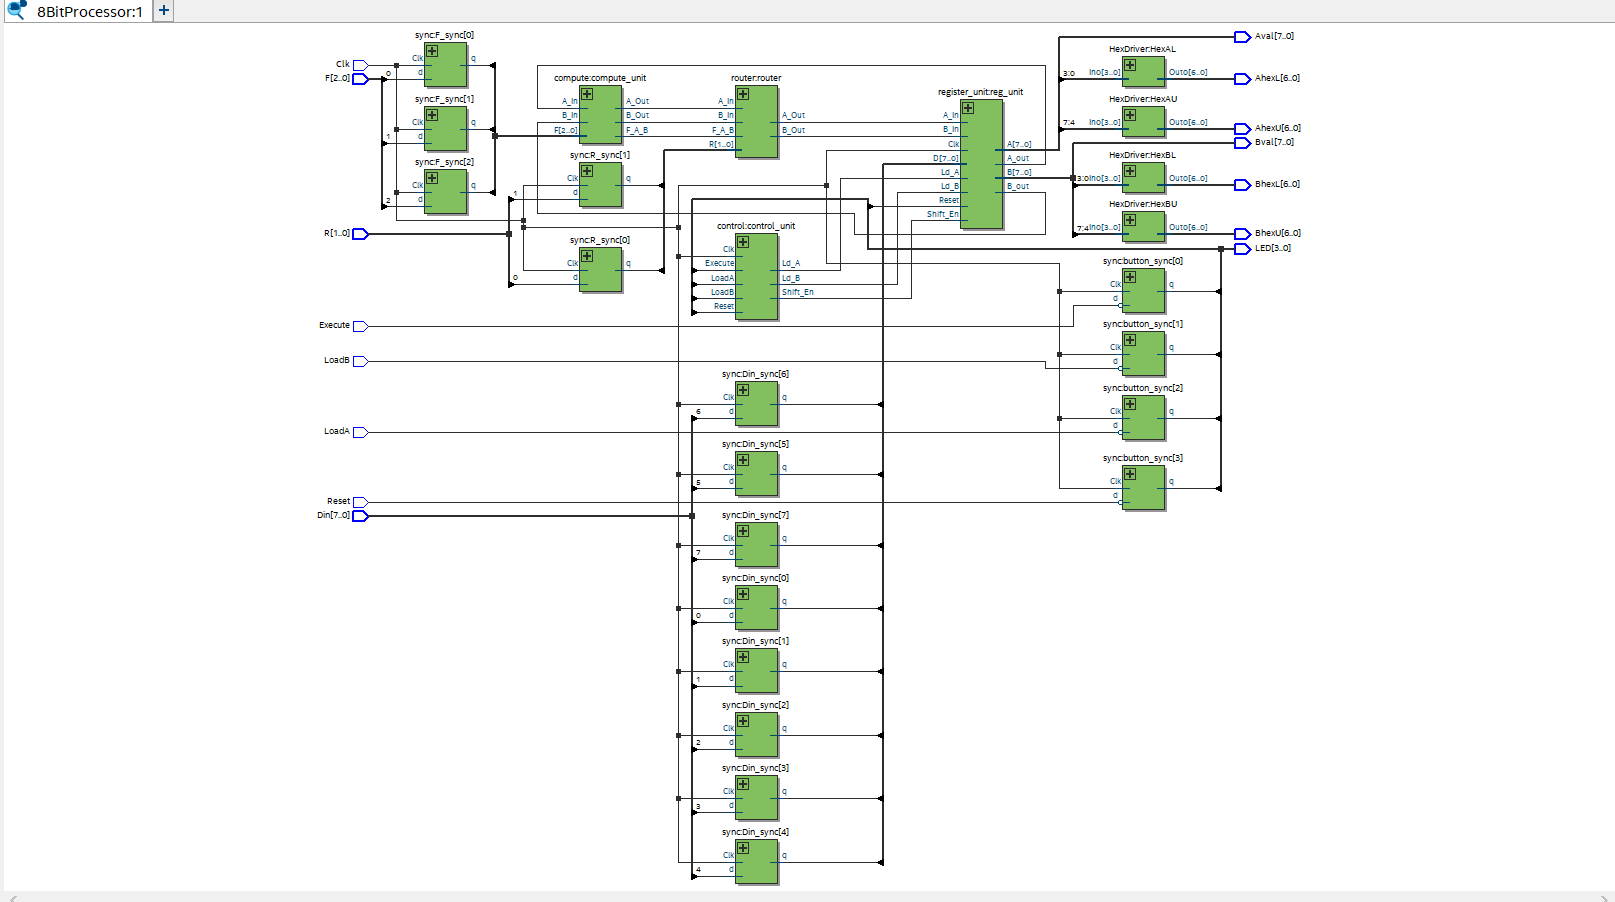 8BitProcessor:1
+
sync:F_sync[0]
Clk
d
q
sync:F_sync[1]
Clk
d
q
sync:F_sync[2]
Clk
d
q
Clk
F[2..0]
0
1
2
R[1..0]
compute:compute_unit
A_In
B_In
F[2..0]
A_Out
B_Out
F_A_B
sync:R_sync[1]
Clk
d
q
1
sync:R_sync[0]
Clk
d
q
0
router:router
A_In
B_In
F_A_B
R[1..0]
A_Out
B_Out
control:control_unit
Clk
Execute
LoadA
LoadB
Reset
Ld_A
Ld_B
Shift_En
register_unit:reg_unit
A_In
B_In
Clk
D[7..0]
Ld_A
Ld_B
Reset
Shift_En
A[7..0]
A_out
B[7..0]
B_out
HexDriver:HexAL
3:0
In0[3..0]
Out0[6..0]
HexDriver:HexAU
7:4
In0[3..0]
Out0[6..0]
HexDriver:HexBL
3:0
In0[3..0]
Out0[6..0]
HexDriver:HexBU
7:4
In0[3..0]
Out0[6..0]
Aval[7..0]
AhexL[6..0]
AhexU[6..0]
Bval[7..0]
BhexL[6..0]
BhexU[6..0]
LED[3..0]
sync:button_sync[0]
Clk
d
q
sync:button_sync[1]
Clk
d
q
sync:button_sync[2]
Clk
d
q
sync:button_sync[3]
Clk
d
q
Execute
LoadB
LoadA
Reset
Din[7..0]
sync:Din_sync[6]
Clk
6
d
q
sync:Din_sync[5]
Clk
5
d
q
sync:Din_sync[7]
Clk
7
d
q
sync:Din_sync[0]
Clk
0
d
q
sync:Din_sync[1]
Clk
1
d
q
sync:Din_sync[2]
Clk
2
d
q
sync:Din_sync[3]
Clk
3
d
q
sync:Din_sync[4]
Clk
4
d
q